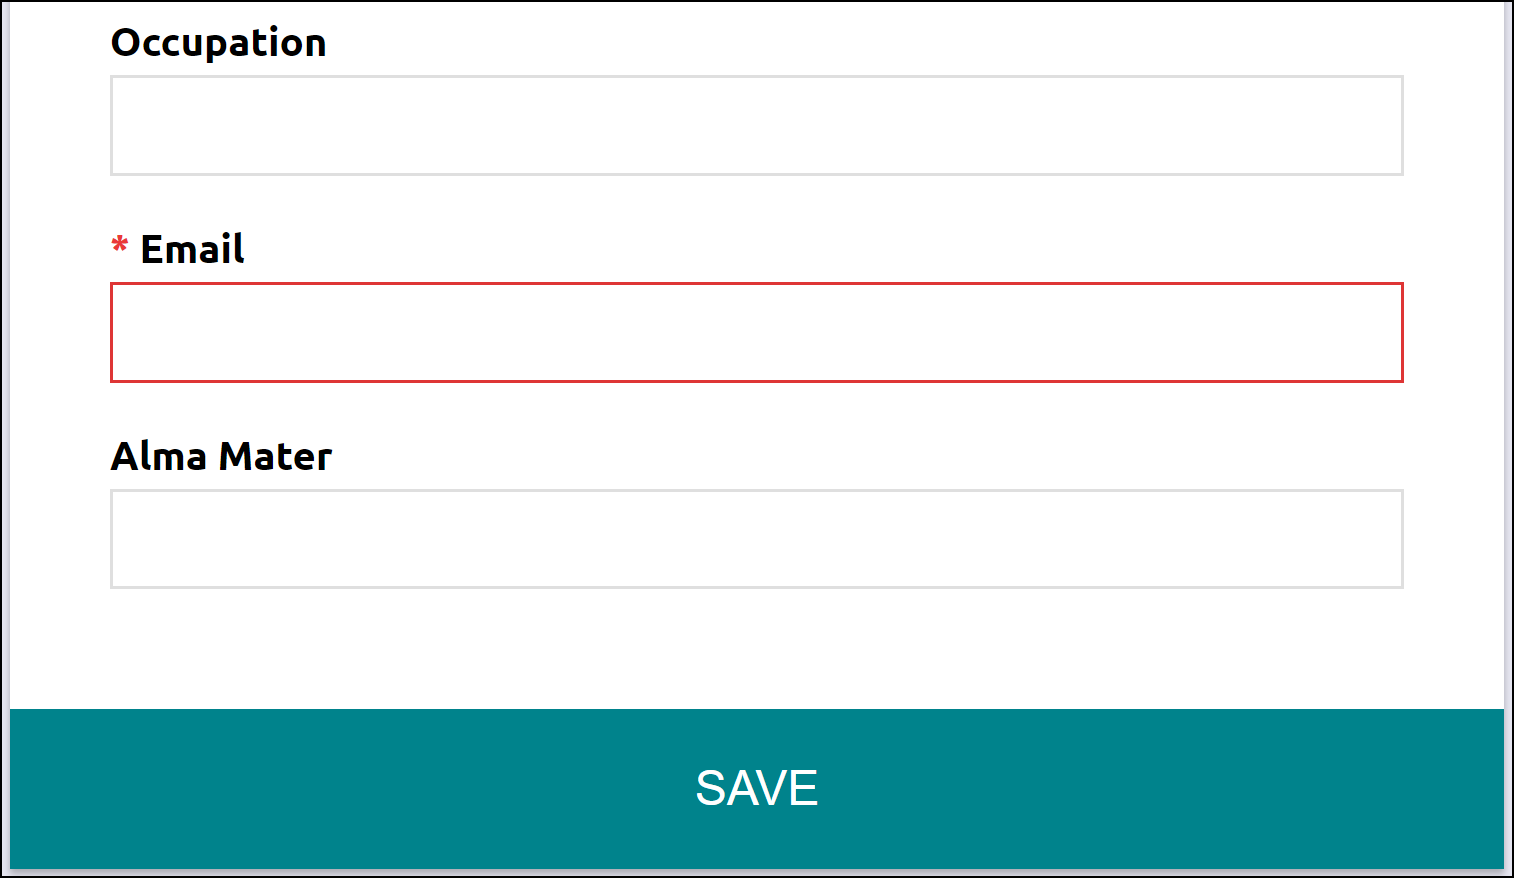 Occupation
* Email
Alma Mater
SAVE